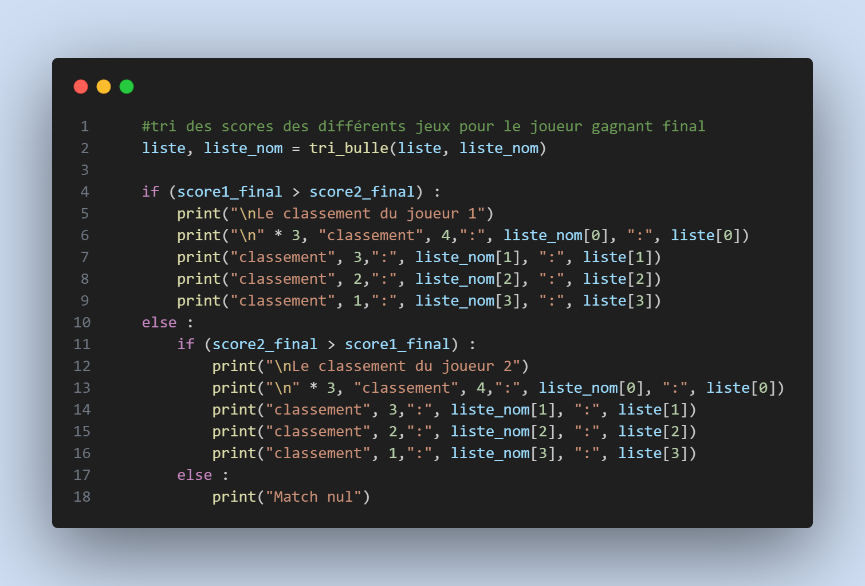 1 #tri des scores des différents jeux pour le joueur gagnant final
2 liste, liste_nom = tri_bulle(liste, liste_nom)
3
4 if (score1_final > score2_final) :
5 print("\nLe classement du joueur 1")
6 print("\n" * 3, "classement", 4,":", liste_nom[0], ":", liste[0])
7 print("classement", 3,":", liste_nom[1], ":", liste[1])
8 print("classement", 2,":", liste_nom[2], ":", liste[2])
9 print("classement", 1,":", liste_nom[3], ":", liste[3])
10 else :
11 if (score2_final > score1_final) :
12 print("\nLe classement du joueur 2")
13 print("\n" * 3, "classement", 4,":", liste_nom[0], ":", liste[0])
14 print("classement", 3,":", liste_nom[1], ":", liste[1])
15 print("classement", 2,":", liste_nom[2], ":", liste[2])
16 print("classement", 1,":", liste_nom[3], ":", liste[3])
17 else :
18 print("Match nul")